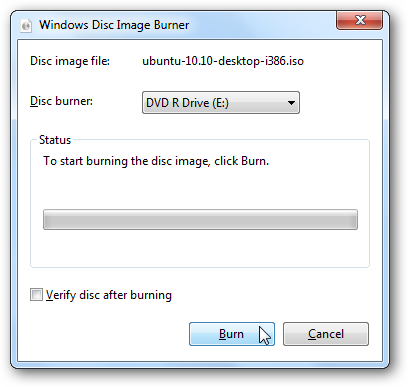 Windows Disc Image Burner
Disc image file: ubuntu-10.10-desktop-i386.iso
Disc burner: DVD R Drive (E:)
Status
To start burning the disc image, click Burn.
Verify disc after burning
Burn Cancel